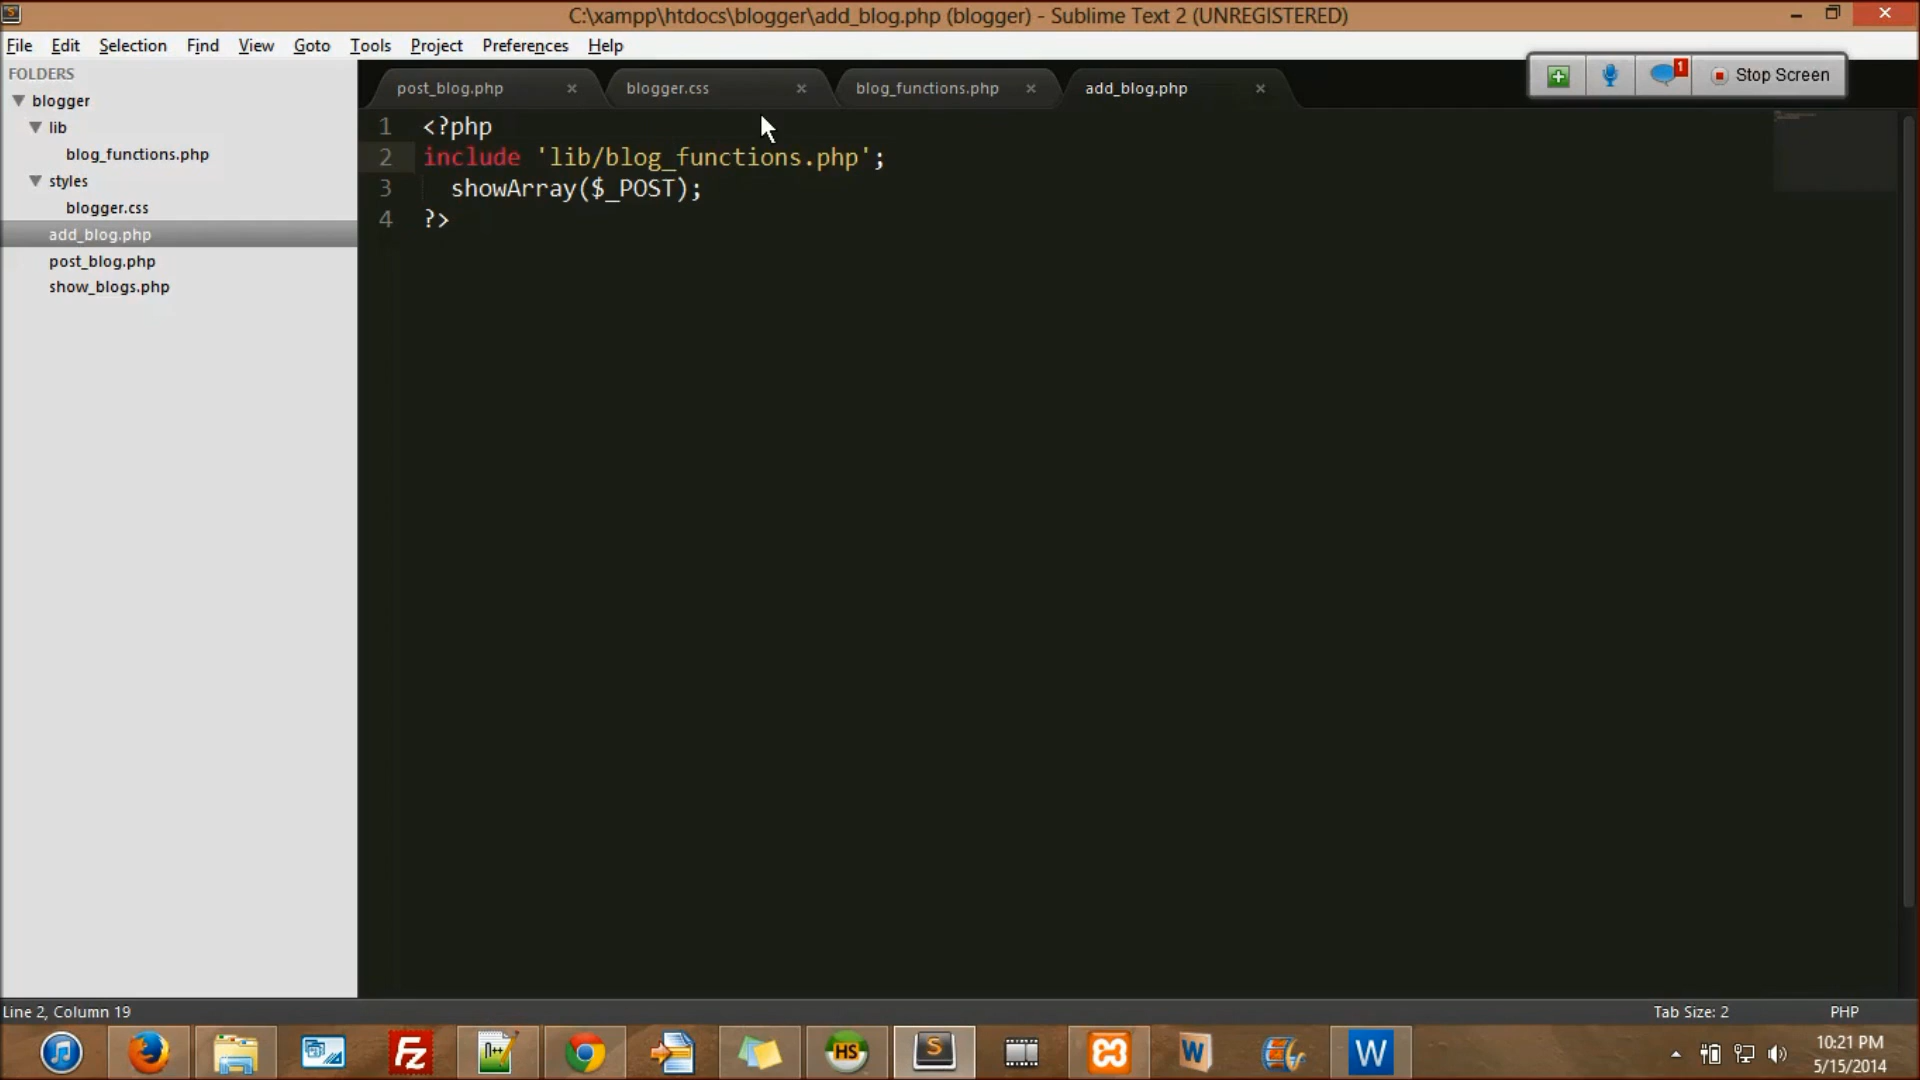 C:\xampp\htdocs\blogger\add_blog.php (blogger) - Sublime Text 2 (UNREGISTERED)
File Edit Selection Find View Goto Tools Project Preferences Help
FOLDERS
blogger
lib
blog_functions.php
styles
blogger.css
add_blog.php
post_blog.php
show_blogs.php
post_blog.php × blogger.css × blog_functions.php × add_blog.php ×
1 Stop Screen
1 <?php
2 include 'lib/blog_functions.php';
3 showArray($_POST);
4 ?>
Line 2, Column 19 Tab Size: 2 PHP
FZ n++ HS S W W
10:21 PM
5/15/2014